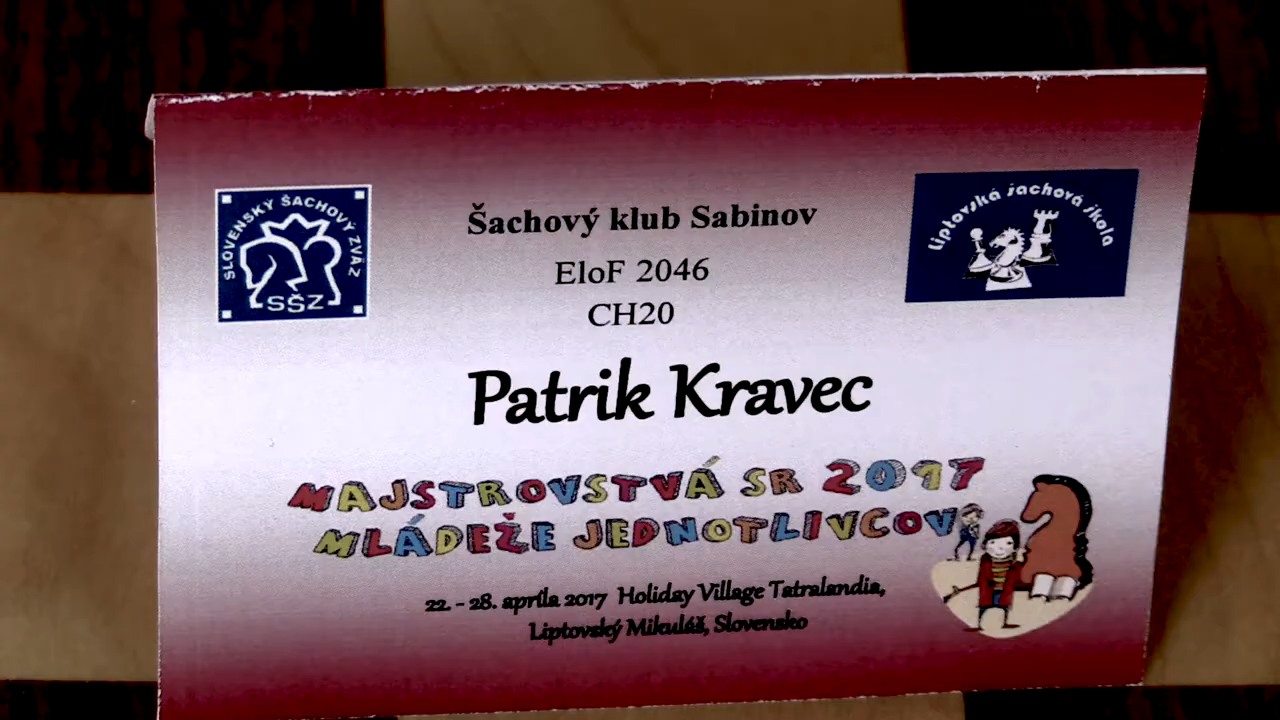 SLOVENSKÝ ŠACHOVÝ ZVÄZ
SŠZ
Šachový klub Sabinov
EloF 2046
CH20
Liptovská šachová škola
Patrik Kravec
MAJSTROVSTVÁ SR 2017
MLÁDEŽE JEDNOTLIVCOV
22. - 28. apríla 2017 Holiday Village Tatralandia,
Liptovský Mikuláš, Slovensko